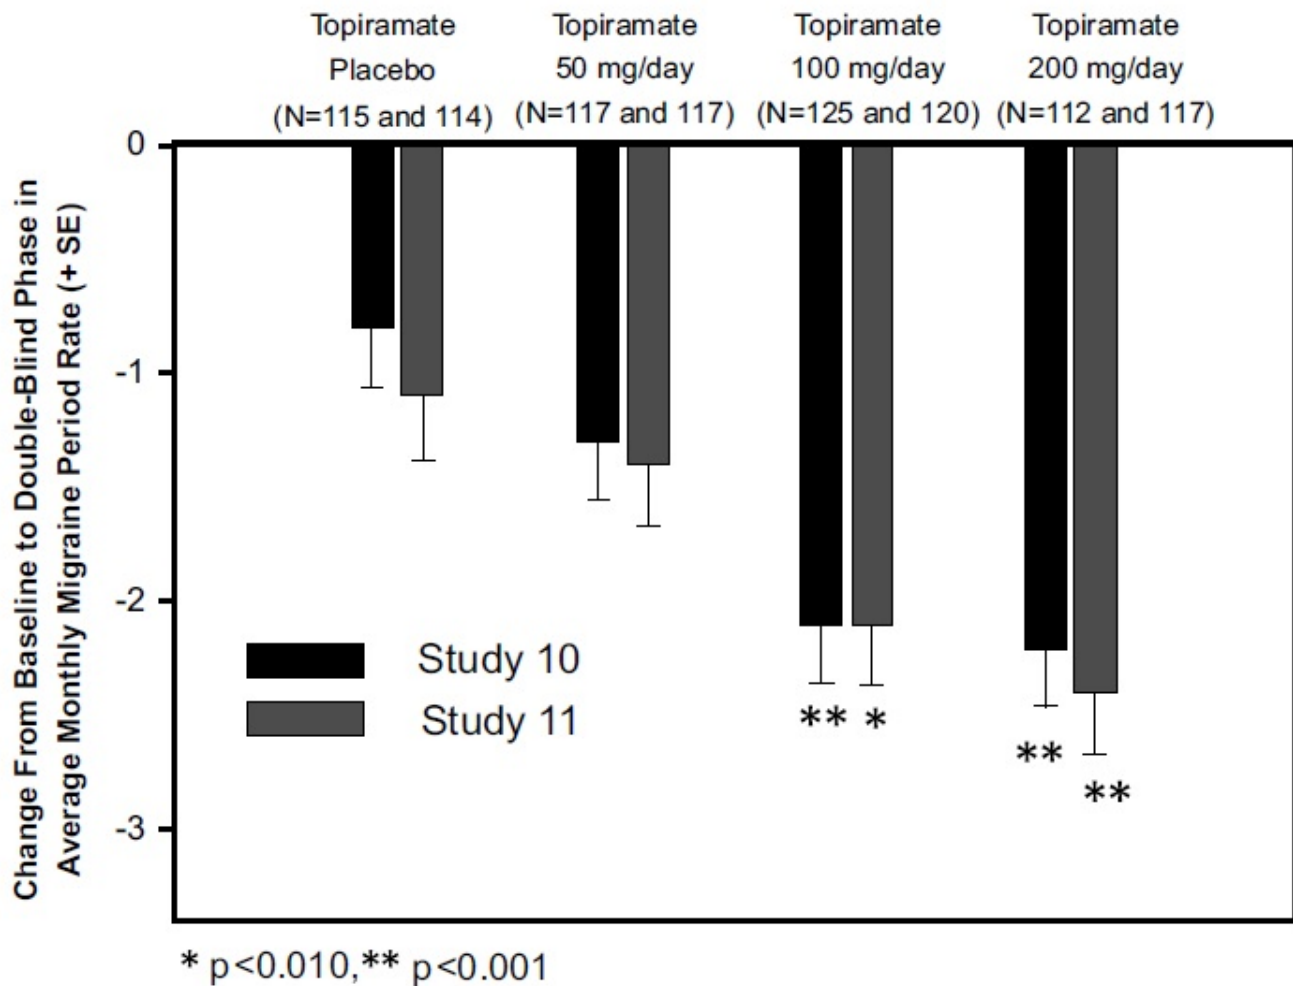 Topiramate
Placebo
(N=115 and 114)
Topiramate
50 mg/day
(N=117 and 117)
Topiramate
100 mg/day
(N=125 and 120)
Topiramate
200 mg/day
(N=112 and 117)
Change From Baseline to Double-Blind Phase in
Average Monthly Migraine Period Rate (+ SE)
0
-1
-2
-3
Study 10
Study 11
** *
**
**
* p<0.010,** p<0.001